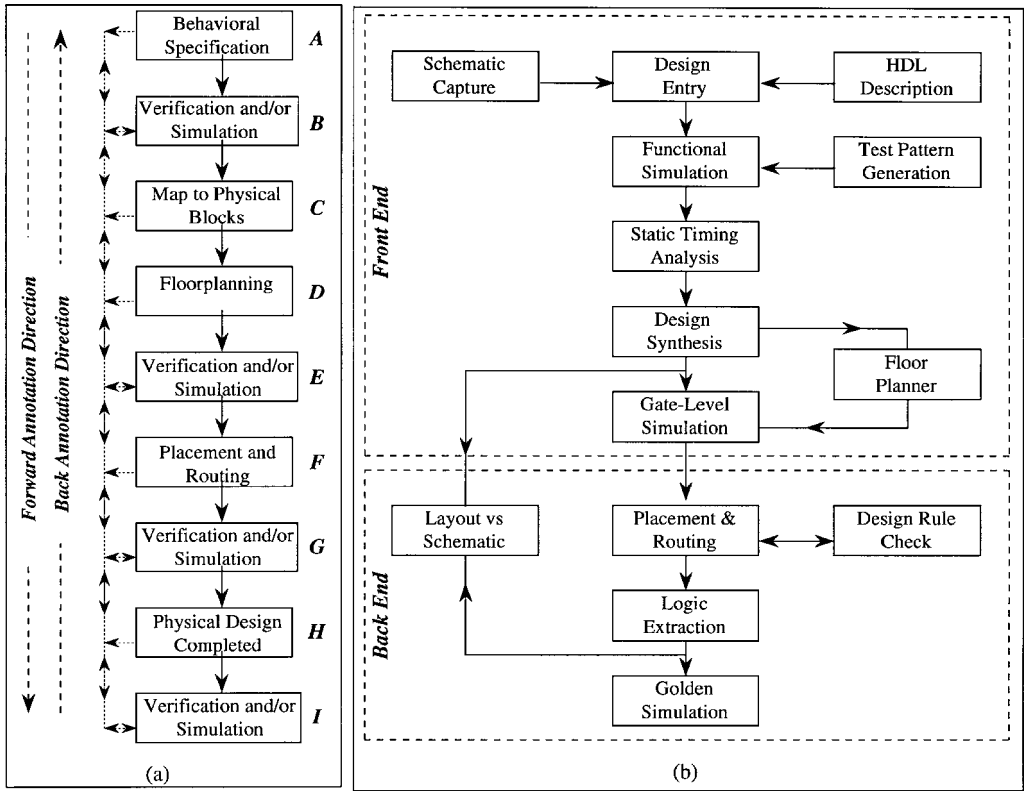 Forward Annotation Direction
Back Annotation Direction
Behavioral
Specification
A
Verification and/or
Simulation
B
Map to Physical
Blocks
C
Floorplanning
D
Verification and/or
Simulation
E
Placement and
Routing
F
Verification and/or
Simulation
G
Physical Design
Completed
H
Verification and/or
Simulation
I
(a)
Front End
Schematic
Capture
Design
Entry
HDL
Description
Functional
Simulation
Test Pattern
Generation
Static Timing
Analysis
Design
Synthesis
Floor
Planner
Gate-Level
Simulation
Back End
Layout vs
Schematic
Placement &
Routing
Design Rule
Check
Logic
Extraction
Golden
Simulation
(b)